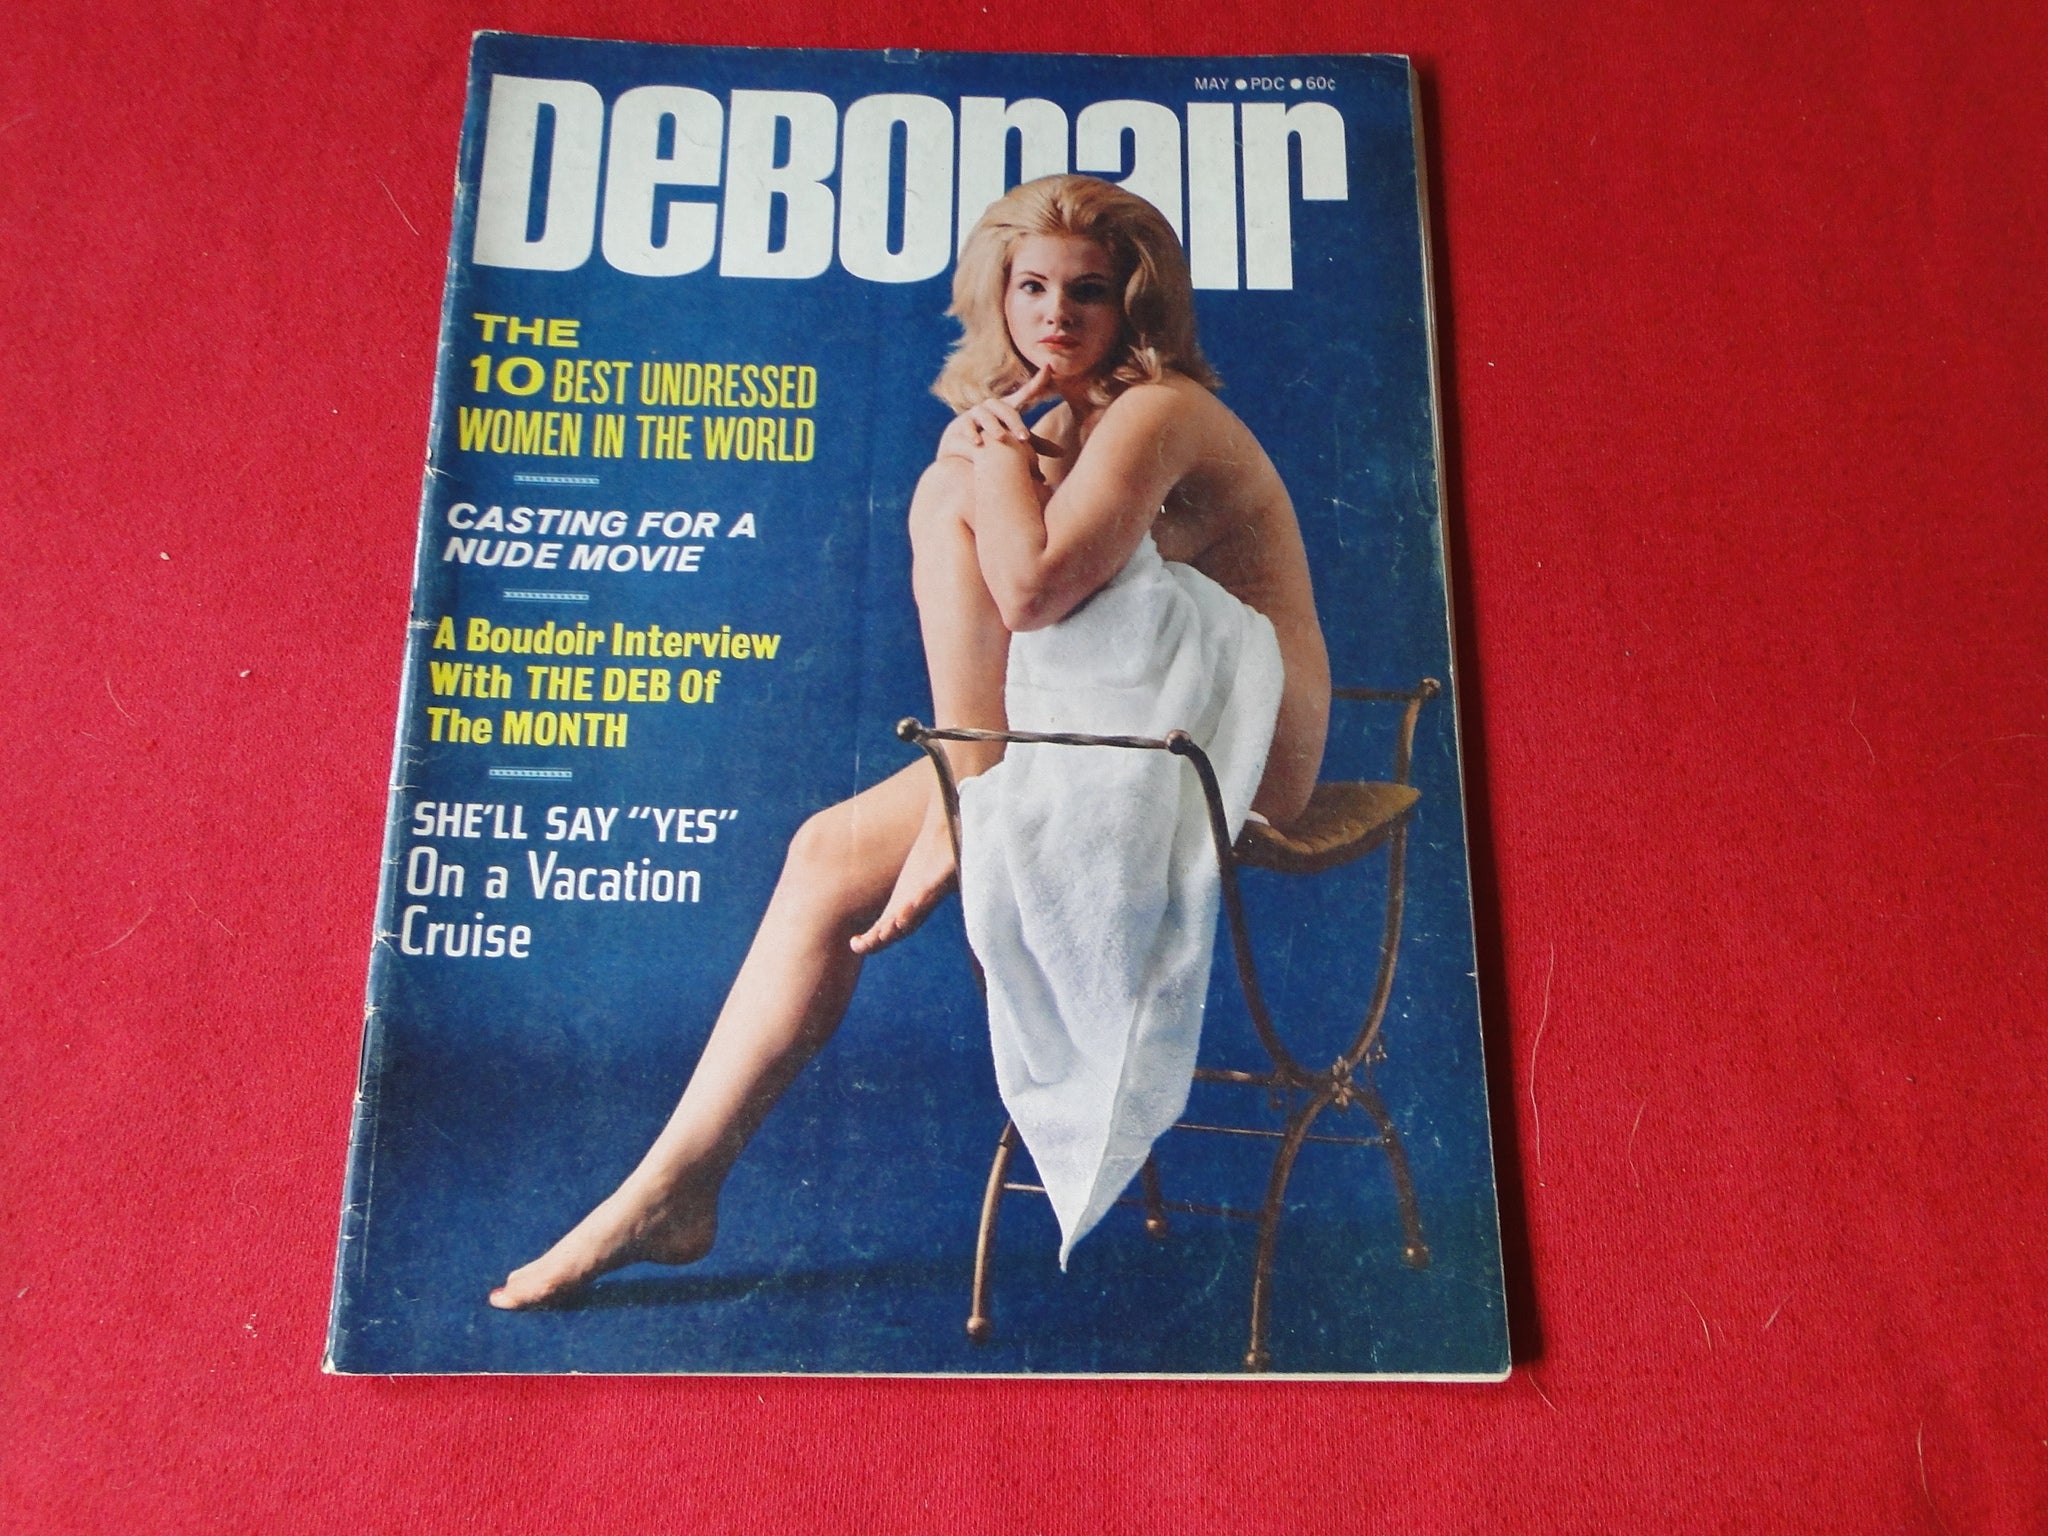 MAY ● PDC ● 60¢
DeBonair
THE
10 BEST UNDRESSED
WOMEN IN THE WORLD
CASTING FOR A
NUDE MOVIE
A Boudoir Interview
With THE DEB Of
The MONTH
SHE'LL SAY "YES"
On a Vacation
Cruise